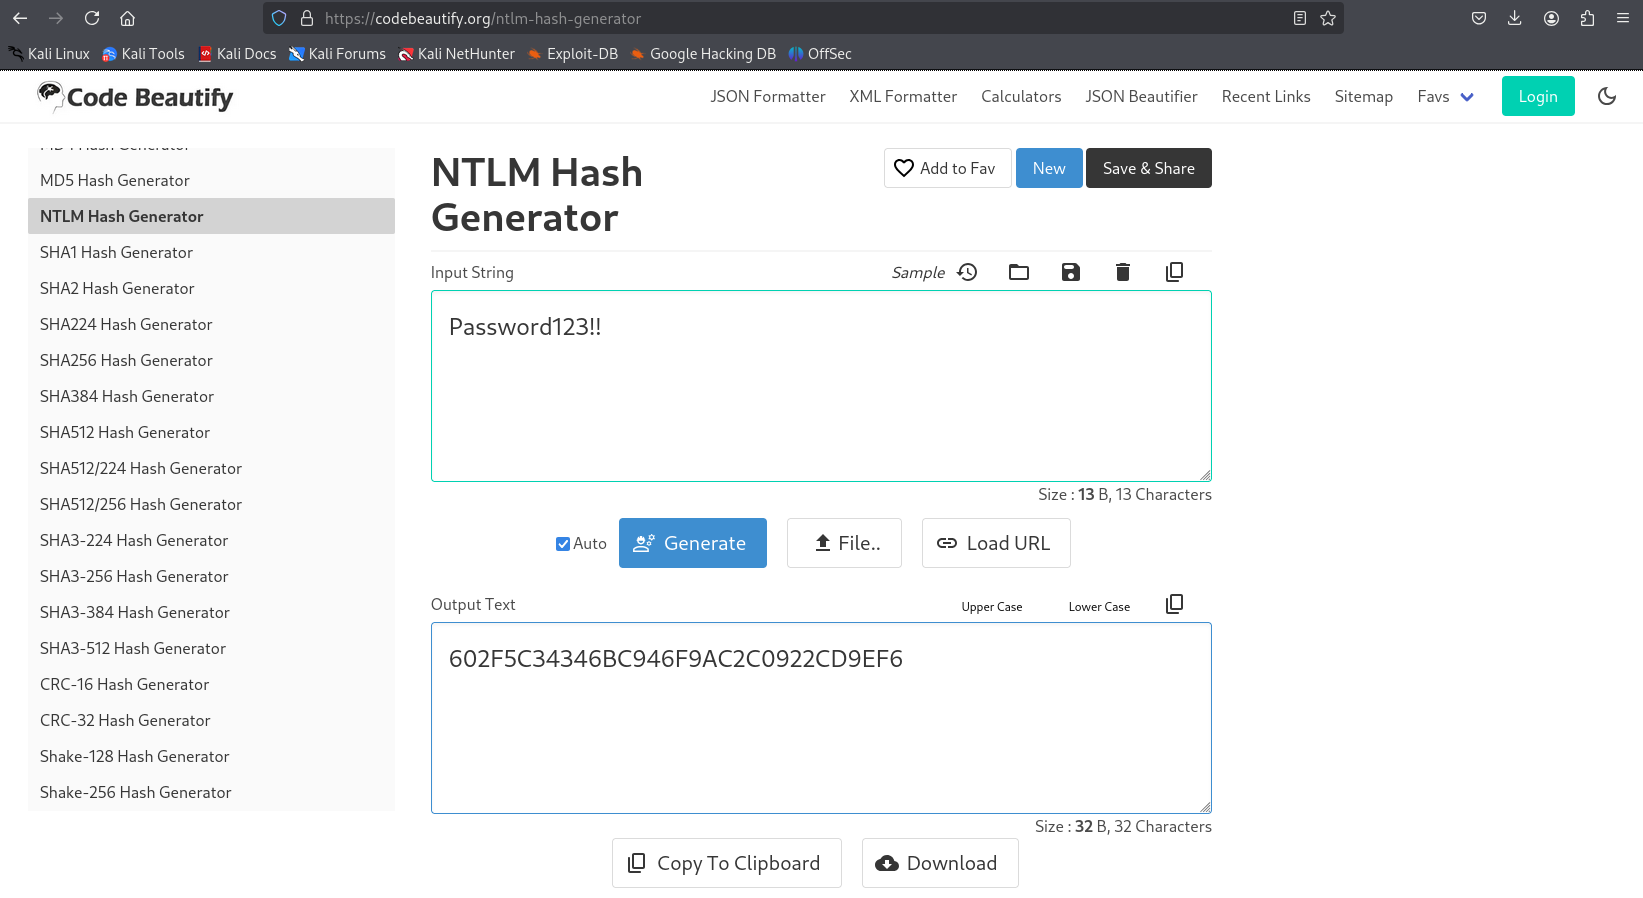 https://codebeautify.org/ntlm-hash-generator
Kali Linux Kali Tools Kali Docs Kali Forums Kali NetHunter Exploit-DB Google Hacking DB OffSec
Code Beautify JSON Formatter XML Formatter Calculators JSON Beautifier Recent Links Sitemap Favs Login
MD5 Hash Generator
NTLM Hash Generator
SHA1 Hash Generator
SHA2 Hash Generator
SHA224 Hash Generator
SHA256 Hash Generator
SHA384 Hash Generator
SHA512 Hash Generator
SHA512/224 Hash Generator
SHA512/256 Hash Generator
SHA3-224 Hash Generator
SHA3-256 Hash Generator
SHA3-384 Hash Generator
SHA3-512 Hash Generator
CRC-16 Hash Generator
CRC-32 Hash Generator
Shake-128 Hash Generator
Shake-256 Hash Generator
NTLM Hash
Generator
Add to Fav New Save & Share
Input String Sample
Password123!!
Size : 13 B, 13 Characters
Auto Generate File.. Load URL
Output Text Upper Case Lower Case
602F5C34346BC946F9AC2C0922CD9EF6
Size : 32 B, 32 Characters
Copy To Clipboard Download